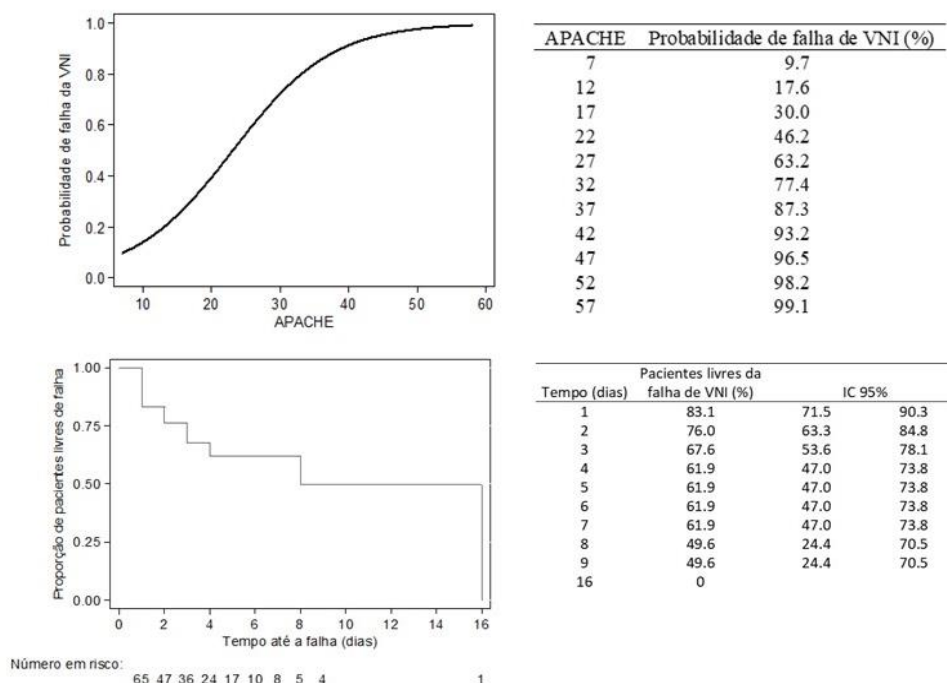 1.0
0.8
0.6
0.4
0.2
0.0
Probabilidade de falha da VNI
10 20 30 40 50 60
APACHE
APACHE Probabilidade de falha de VNI (%)
7 9.7
12 17.6
17 30.0
22 46.2
27 63.2
32 77.4
37 87.3
42 93.2
47 96.5
52 98.2
57 99.1
1.00
0.75
0.50
0.25
0.00
Proporção de pacientes livres de falha
0 2 4 6 8 10 12 14 16
Tempo até a falha (dias)
Número em risco:
65 47 36 24 17 10 8 5 4 1
Pacientes livres da
Tempo (dias) falha de VNI (%) IC 95%
1 83.1 71.5 90.3
2 76.0 63.3 84.8
3 67.6 53.6 78.1
4 61.9 47.0 73.8
5 61.9 47.0 73.8
6 61.9 47.0 73.8
7 61.9 47.0 73.8
8 49.6 24.4 70.5
9 49.6 24.4 70.5
16 0